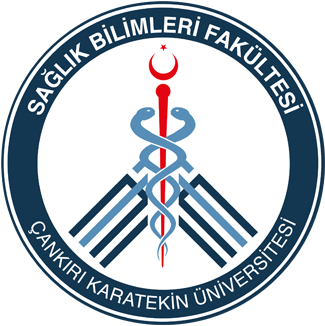 SAĞLIK BİLİMLERİ FAKÜLTESİ
ÇANKIRI KARATEKİN ÜNİVERSİTESİ